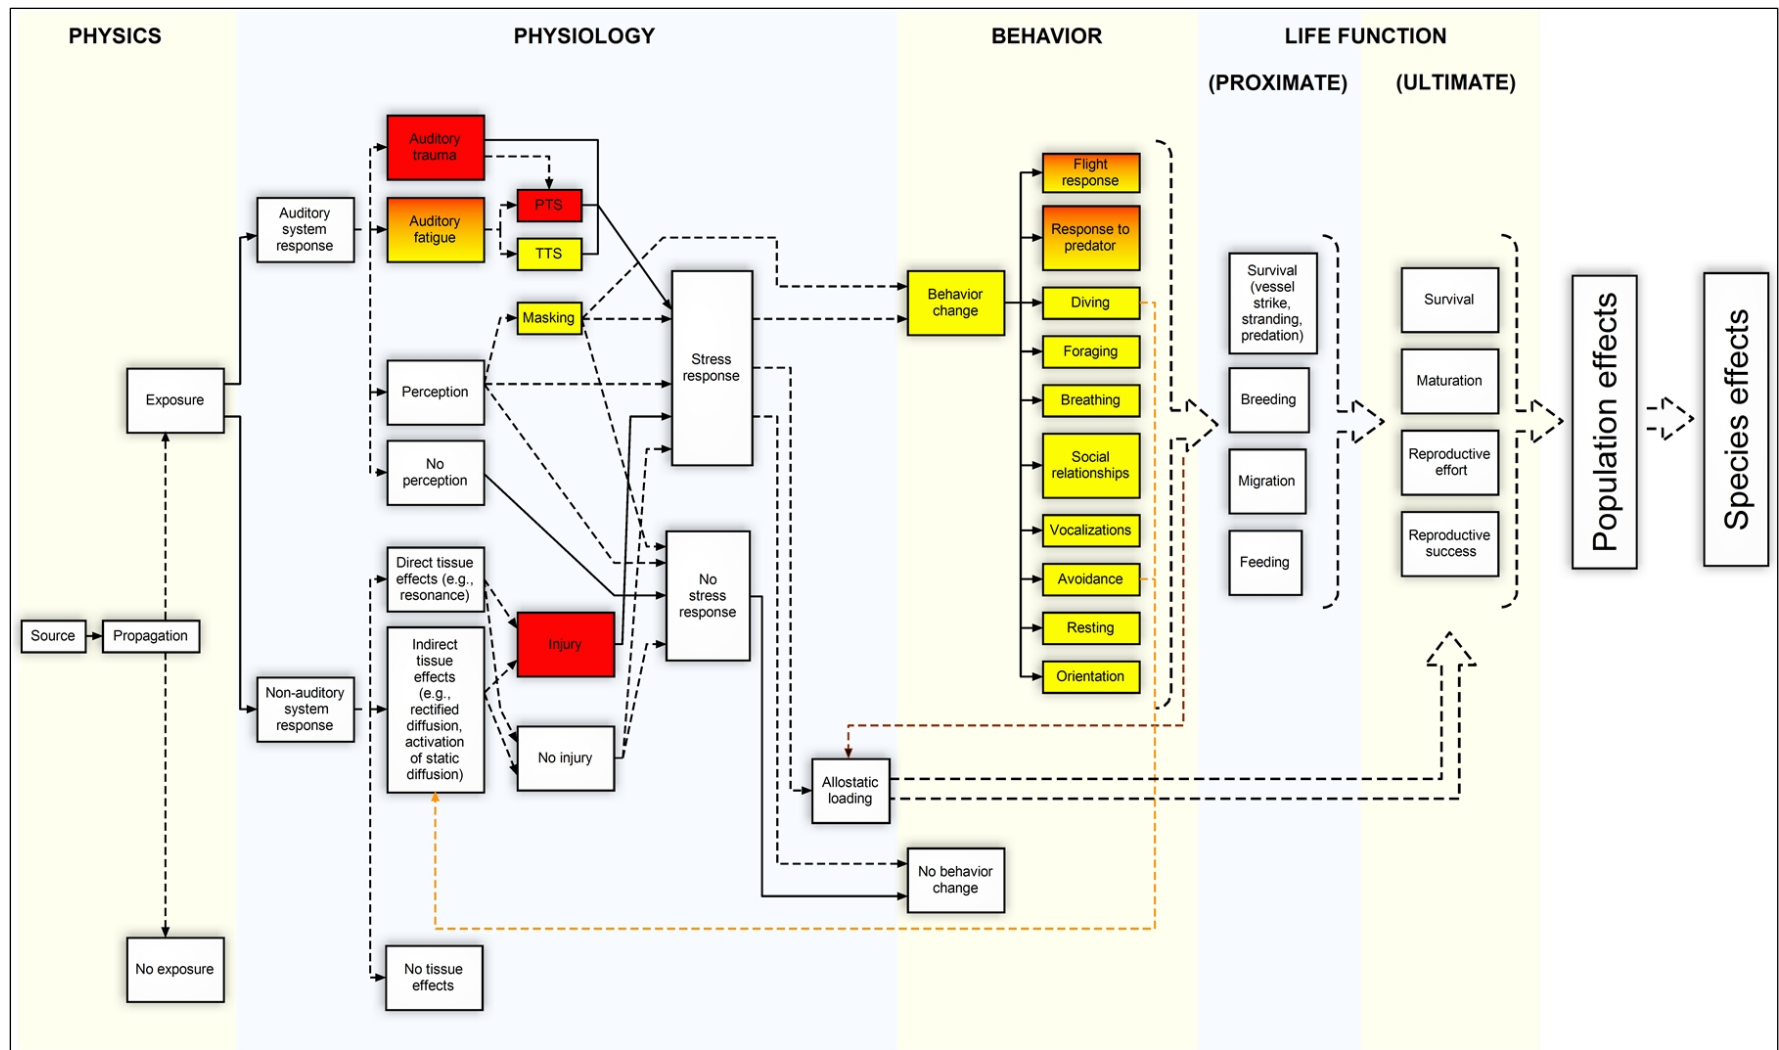 PHYSICS
PHYSIOLOGY
BEHAVIOR
LIFE FUNCTION
(PROXIMATE)
(ULTIMATE)
Source
Propagation
Exposure
No exposure
Auditory
system
response
Non-auditory
system
response
Auditory
trauma
Auditory
fatigue
PTS
TTS
Masking
Perception
No
perception
Direct tissue
effects (e.g.,
resonance)
Indirect
tissue
effects
(e.g.,
rectified
diffusion,
activation
of static
diffusion)
No tissue
effects
Injury
No injury
Stress
response
No
stress
response
Allostatic
loading
Behavior
change
No behavior
change
Flight
response
Response to
predator
Diving
Foraging
Breathing
Social
relationships
Vocalizations
Avoidance
Resting
Orientation
Survival
(vessel
strike,
stranding,
predation)
Breeding
Migration
Feeding
Survival
Maturation
Reproductive
effort
Reproductive
success
Population effects
Species effects